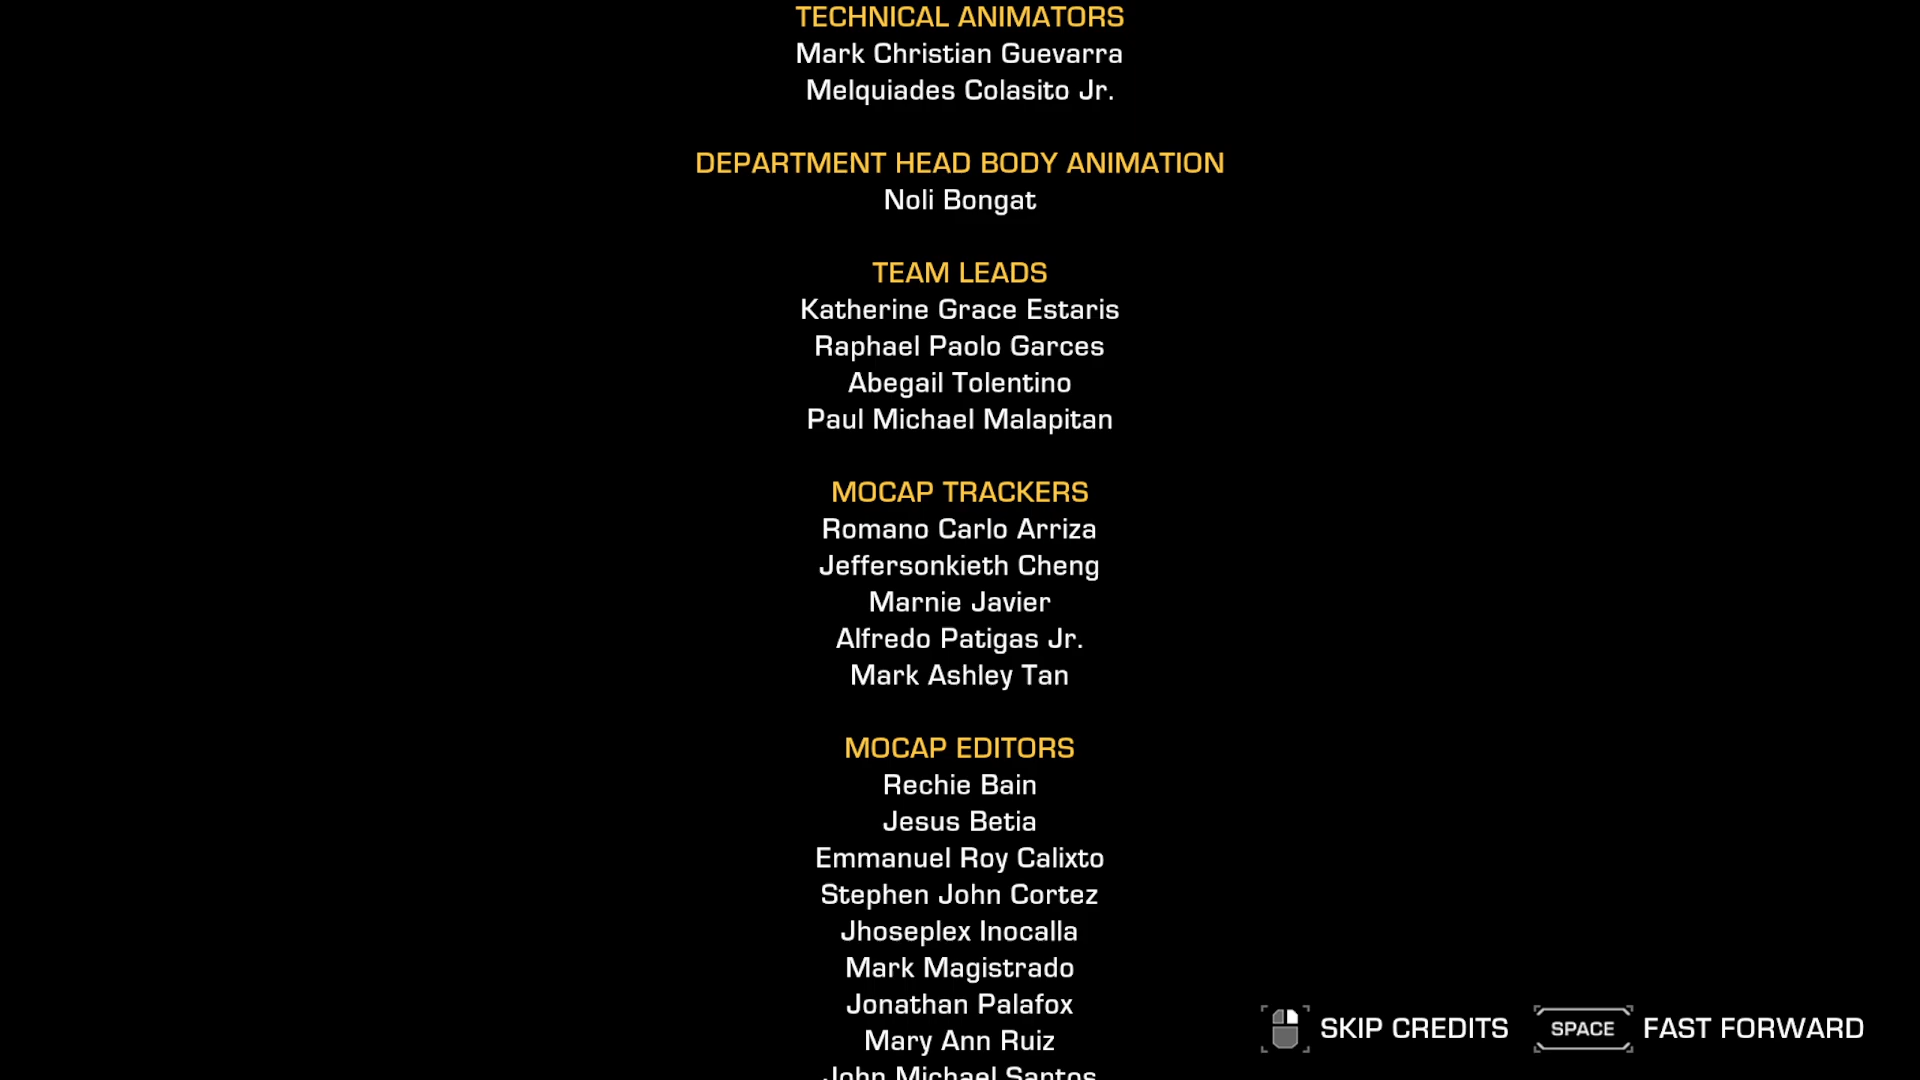 TECHNICAL ANIMATORS
Mark Christian Guevarra
Melquiades Colasito Jr.
DEPARTMENT HEAD BODY ANIMATION
Noli Bongat
TEAM LEADS
Katherine Grace Estaris
Raphael Paolo Garces
Abegail Tolentino
Paul Michael Malapitan
MOCAP TRACKERS
Romano Carlo Arriza
Jeffersonkieth Cheng
Marnie Javier
Alfredo Patigas Jr.
Mark Ashley Tan
MOCAP EDITORS
Rechie Bain
Jesus Betia
Emmanuel Roy Calixto
Stephen John Cortez
Jhoseplex Inocalla
Mark Magistrado
Jonathan Palafox
Mary Ann Ruiz
John Michael Santos
SKIP CREDITS
SPACE FAST FORWARD